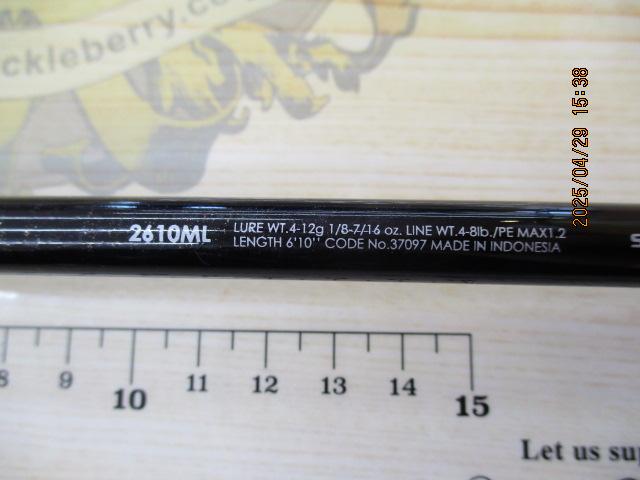 ckleberry.c
2025/04/29 15:38
2610ML
LURE WT.4-12g 1/8-7/16 oz. LINE WT.4-8lb./PE MAX1.2
LENGTH 6'10'' CODE No.37097 MADE IN INDONESIA
8 9 10 11 12 13 14 15
Let us su